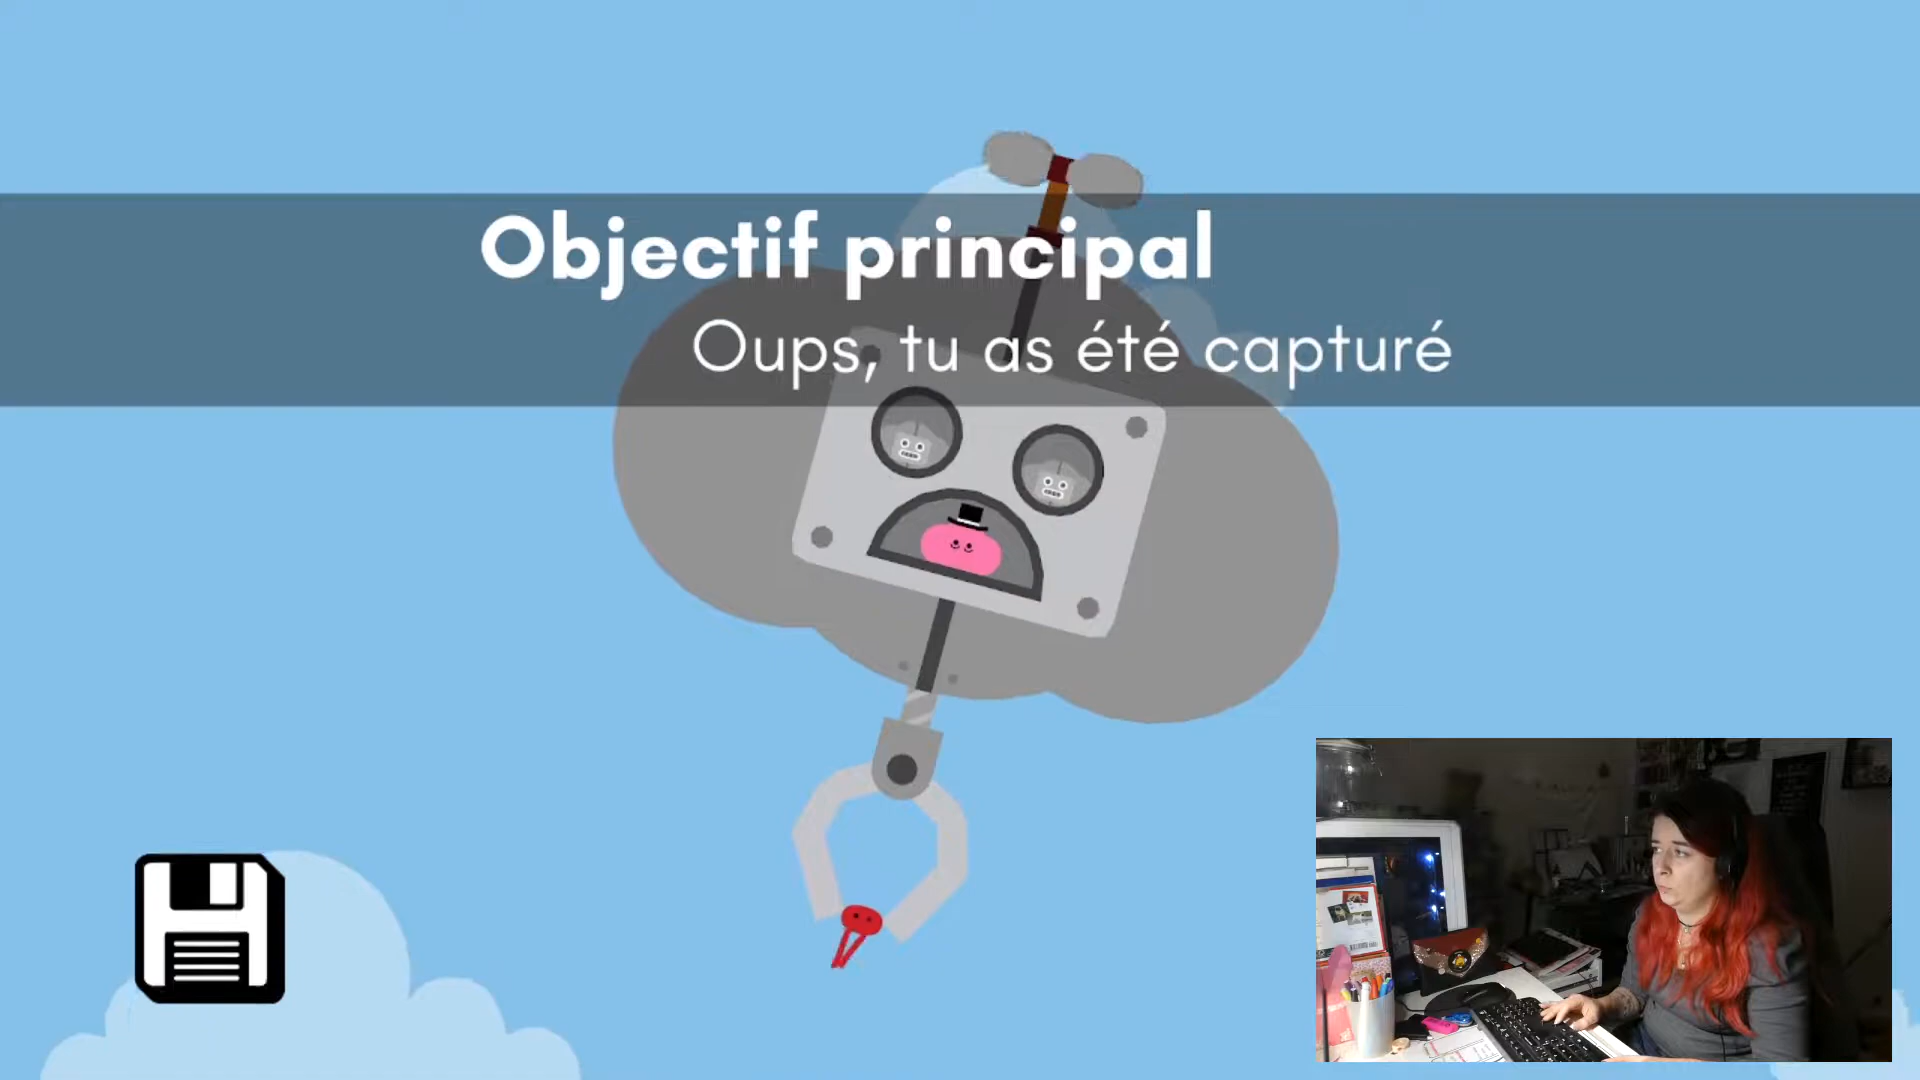 Objectif principal
Oups, tu as été capturé